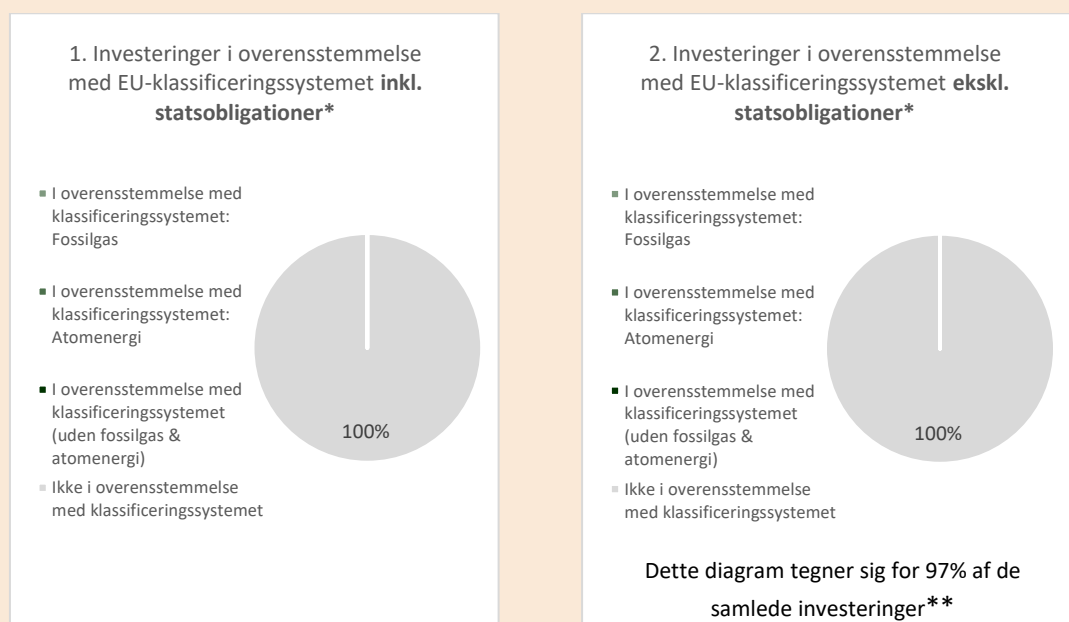 1. Investeringer i overensstemmelse
med EU-klassificeringssystemet inkl.
statsobligationer*
I overensstemmelse med
klassificeringssystemet:
Fossilgas
I overensstemmelse med
klassificeringssystemet:
Atomenergi
I overensstemmelse med
klassificeringssystemet
(uden fossilgas &
atomenergi)
Ikke i overensstemmelse
med klassificeringssystemet
100%
2. Investeringer i overensstemmelse
med EU-klassificeringssystemet ekskl.
statsobligationer*
I overensstemmelse med
klassificeringssystemet:
Fossilgas
I overensstemmelse med
klassificeringssystemet:
Atomenergi
I overensstemmelse med
klassificeringssystemet
(uden fossilgas &
atomenergi)
Ikke i overensstemmelse
med klassificeringssystemet
100%
Dette diagram tegner sig for 97% af de
samlede investeringer**